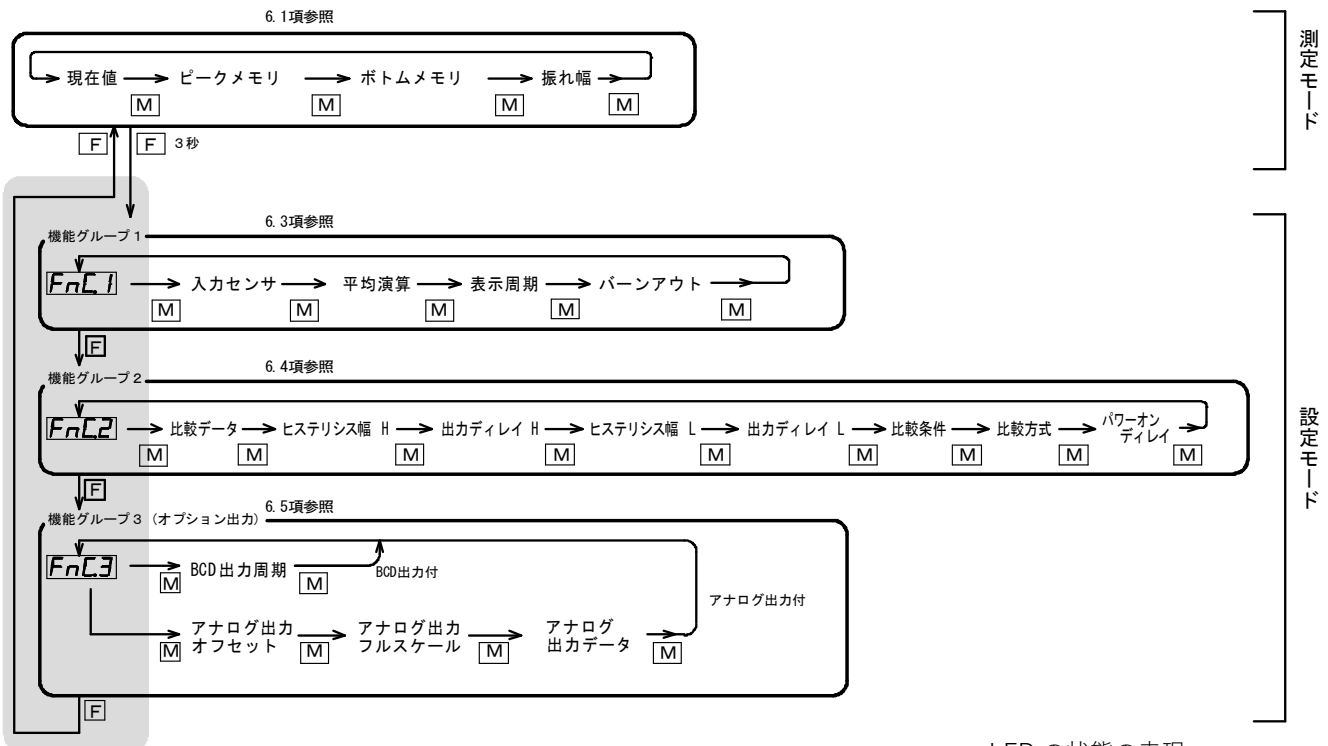 6.1項参照
現在値 ピークメモリ ボトムメモリ 振れ幅
M M M M
F F 3秒
測定モード
6.3項参照
機能グループ1
FnC.1 入力センサ 平均演算 表示周期 バーンアウト
M M M M M
F
6.4項参照
機能グループ2
FnC.2 比較データ ヒステリシス幅 H 出力ディレイ H ヒステリシス幅 L 出力ディレイ L 比較条件 比較方式 パワーオンディレイ
M M M M M M M M M
F
6.5項参照
機能グループ3 (オプション出力)
FnC.3 BCD出力周期 BCD出力付
M M
アナログ出力付
アナログ出力オフセット アナログ出力フルスケール アナログ出力データ
M M M M
F
設定モード